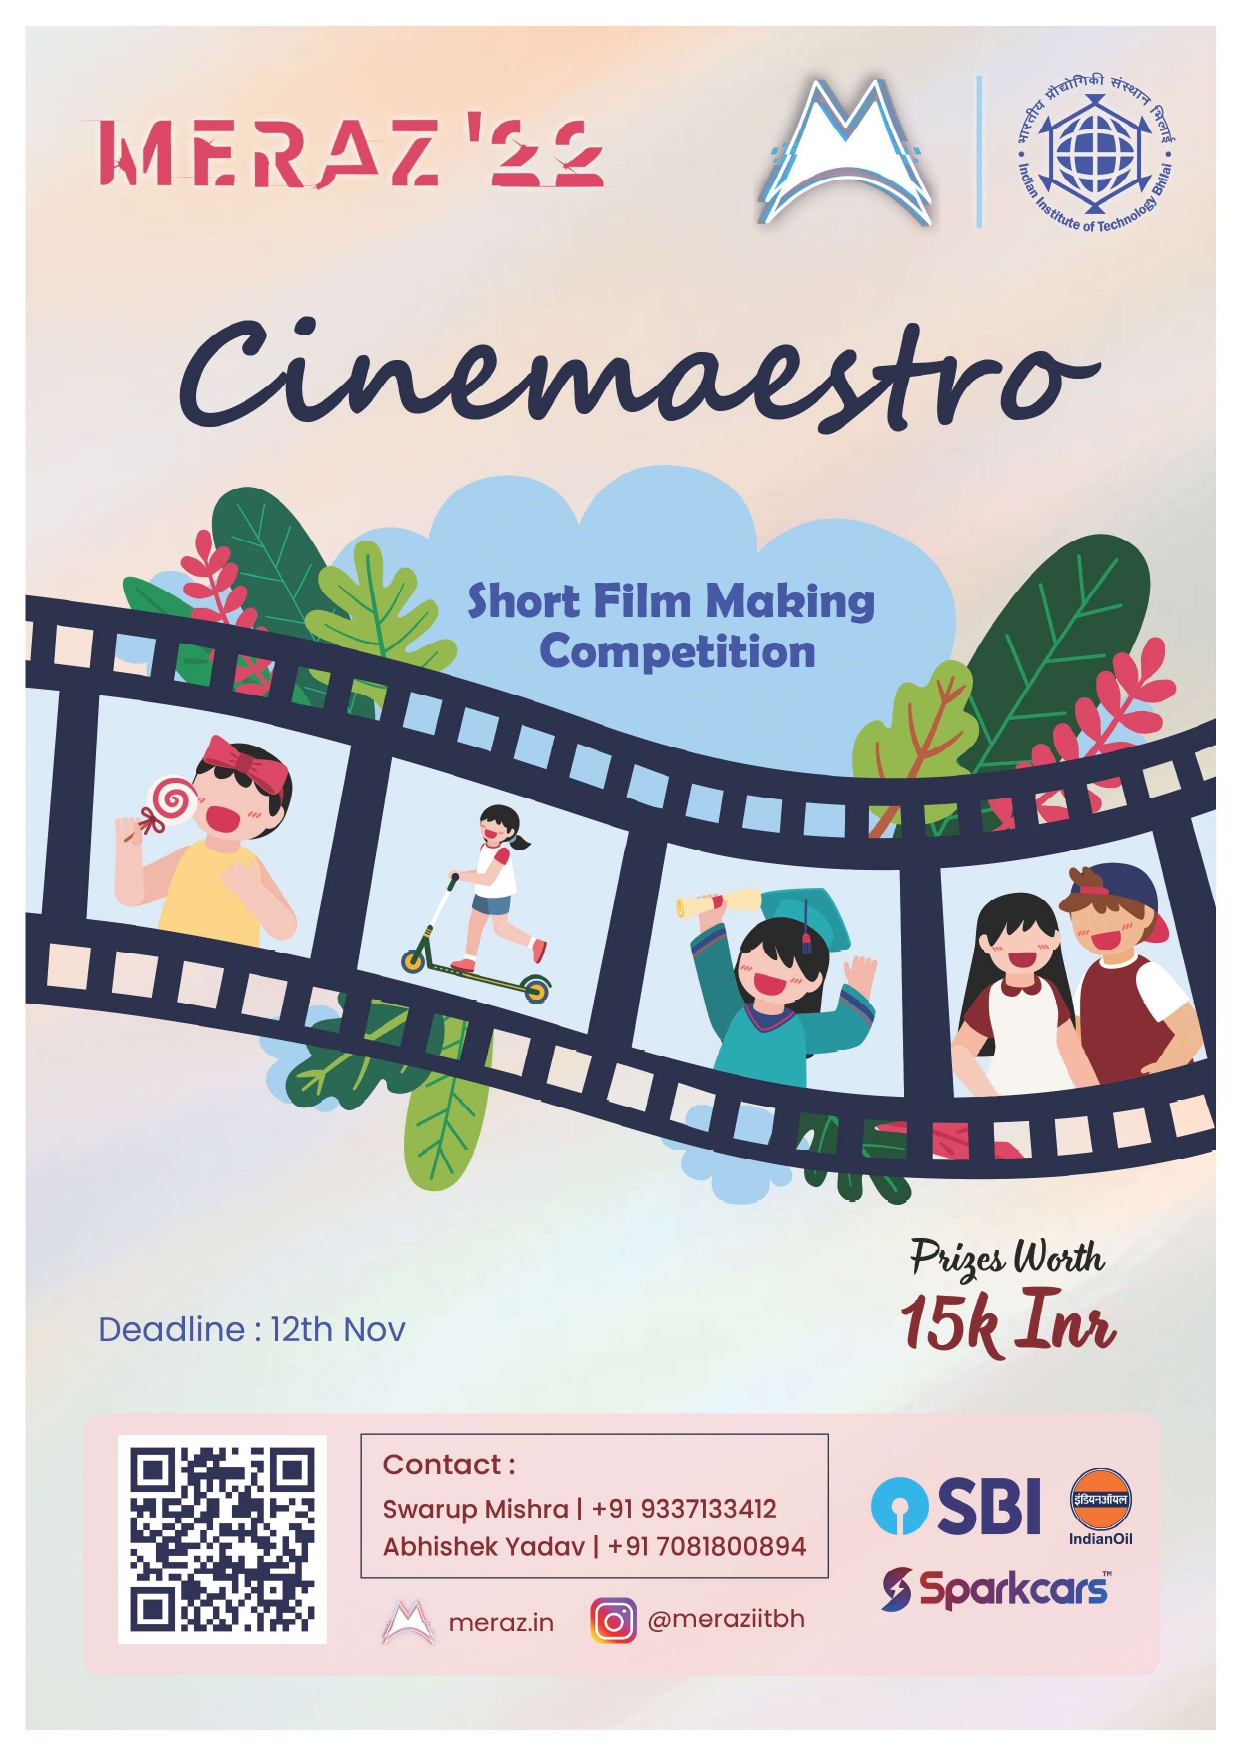 MERAZ '22
भारतीय प्रौद्योगिकी संस्थान भिलाई
Indian Institute of Technology Bhilai
Cinemaestro
Short Film Making
Competition
Prizes Worth
15k Inr
Deadline : 12th Nov
Contact :
Swarup Mishra | +91 9337133412
Abhishek Yadav | +91 7081800894
meraz.in
@meraziitbh
SBI
इंडियनऑयल
IndianOil
Sparkcars™